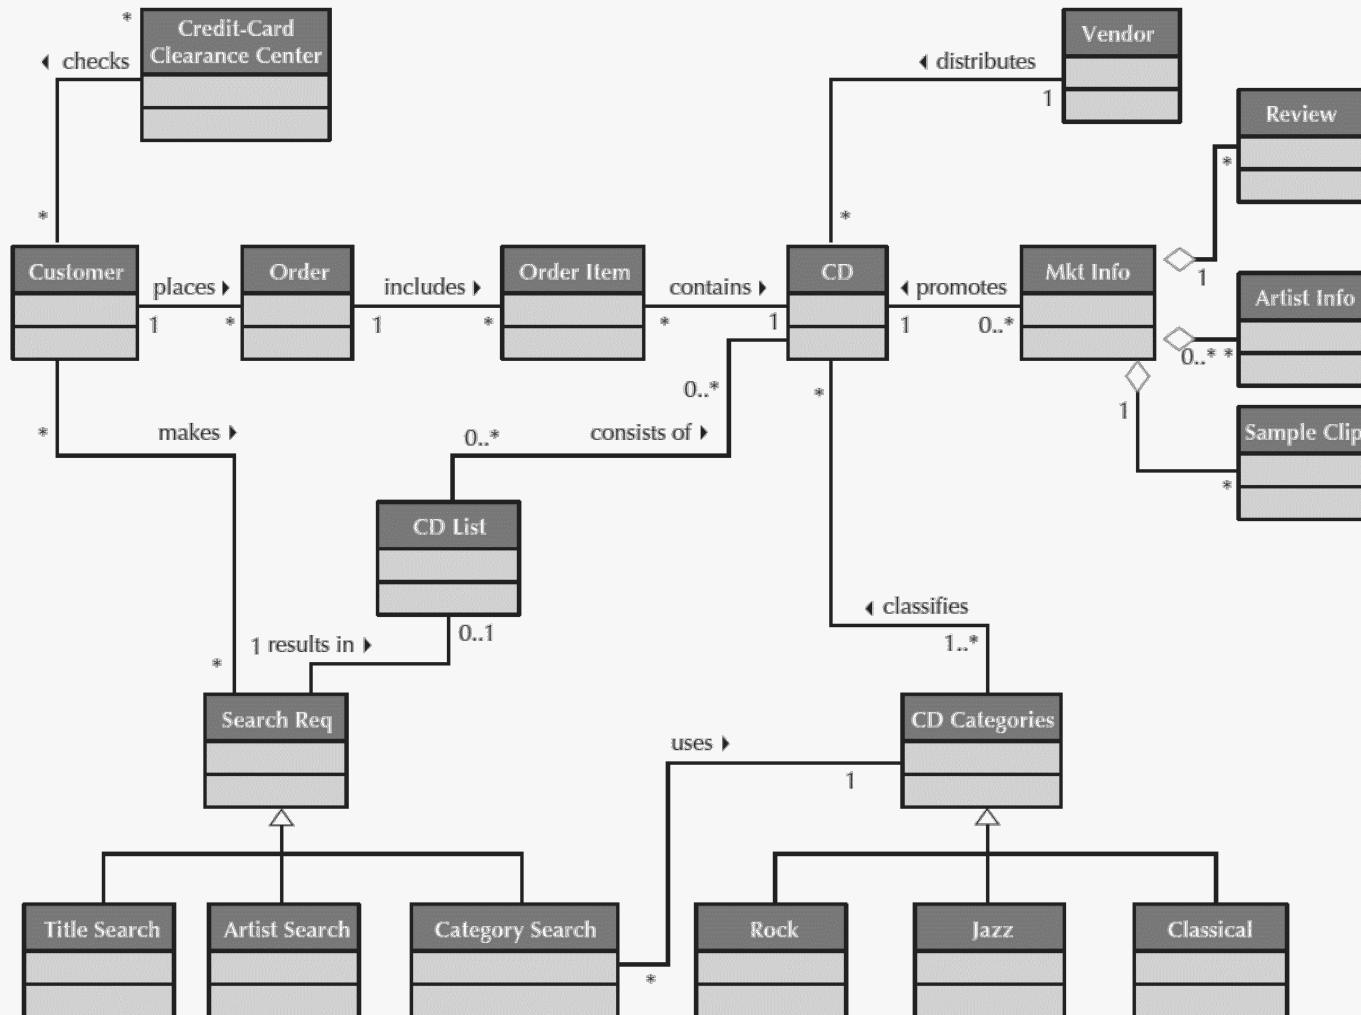 *
Credit-Card
Clearance Center
◂ checks
*
Vendor
◂ distributes
1
*
Review
*
1
Customer
places ▸
1
*
Order
includes ▸
1
*
Order Item
contains ▸
*
1
CD
◂ promotes
1
0..*
Mkt Info
Artist Info
0..* *
1
Sample Clip
*
*
makes ▸
*
0..*
0..*
consists of ▸
*
CD List
0..1
1 results in ▸
◂ classifies
1..*
Search Req
CD Categories
uses ▸
1
*
Title Search
Artist Search
Category Search
Rock
Jazz
Classical